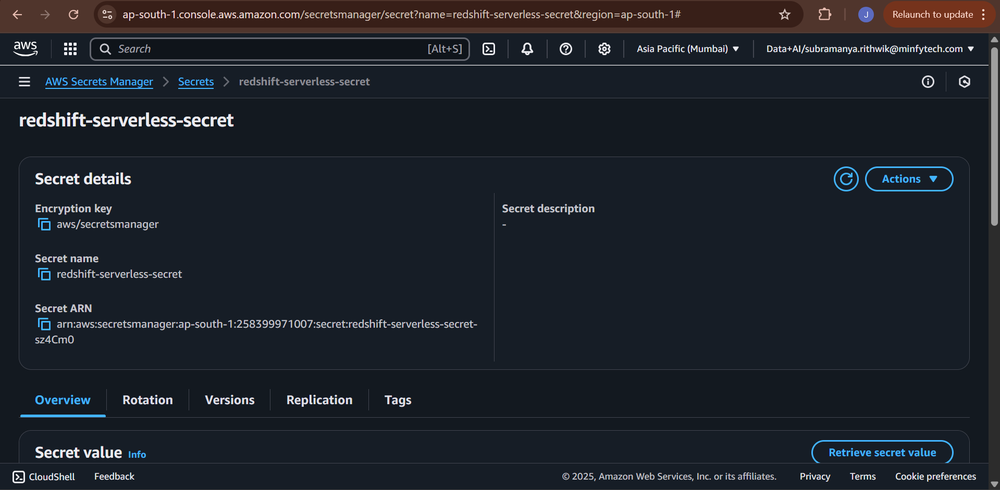 ap-south-1.console.aws.amazon.com/secretsmanager/secret?name=redshift-serverless-secret&region=ap-south-1#
J
Relaunch to update
aws
Search
[Alt+S]
Asia Pacific (Mumbai)
Data+AI/subramanya.rithwik@minfytech.com
AWS Secrets Manager
Secrets
redshift-serverless-secret
redshift-serverless-secret
Secret details
Actions
Encryption key
aws/secretsmanager
Secret description
-
Secret name
redshift-serverless-secret
Secret ARN
arn:aws:secretsmanager:ap-south-1:258399971007:secret:redshift-serverless-secret-
sz4Cm0
Overview
Rotation
Versions
Replication
Tags
Secret value Info
Retrieve secret value
CloudShell
Feedback
© 2025, Amazon Web Services, Inc. or its affiliates.
Privacy
Terms
Cookie preferences